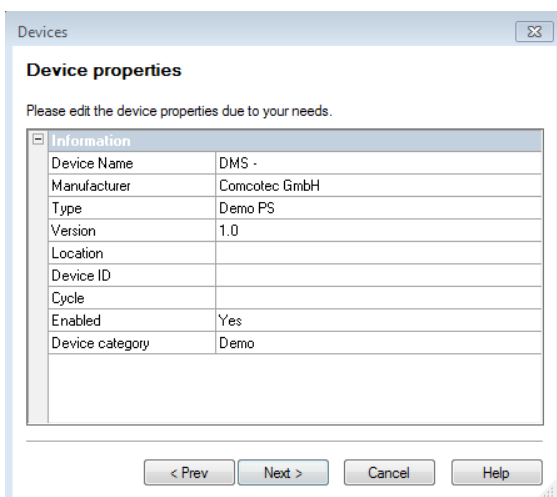 Devices
Device properties
Please edit the device properties due to your needs.
Information
Device Name DMS -
Manufacturer Comcotec GmbH
Type Demo PS
Version 1.0
Location
Device ID
Cycle
Enabled Yes
Device category Demo
< Prev Next > Cancel Help